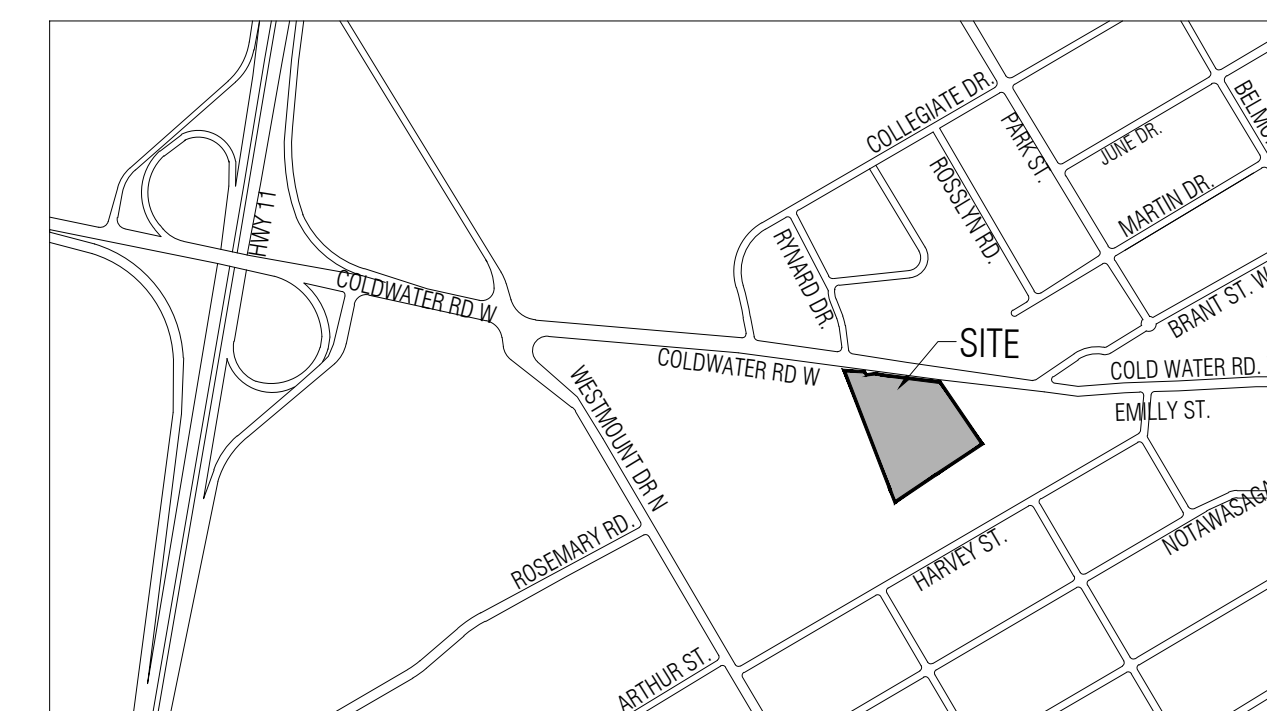 COLLEGIATE DR.
PARK ST.
JUNE DR.
ROSSLYN RD.
MARTIN DR.
HWY 11
RYNARD DR.
BRANT ST. W
COLDWATER RD W
SITE
COLDWATER RD W
COLD WATER RD.
EMILLY ST.
WESTMOUNT DR N
ROSEMARY RD.
HARVEY ST.
ARTHUR ST.